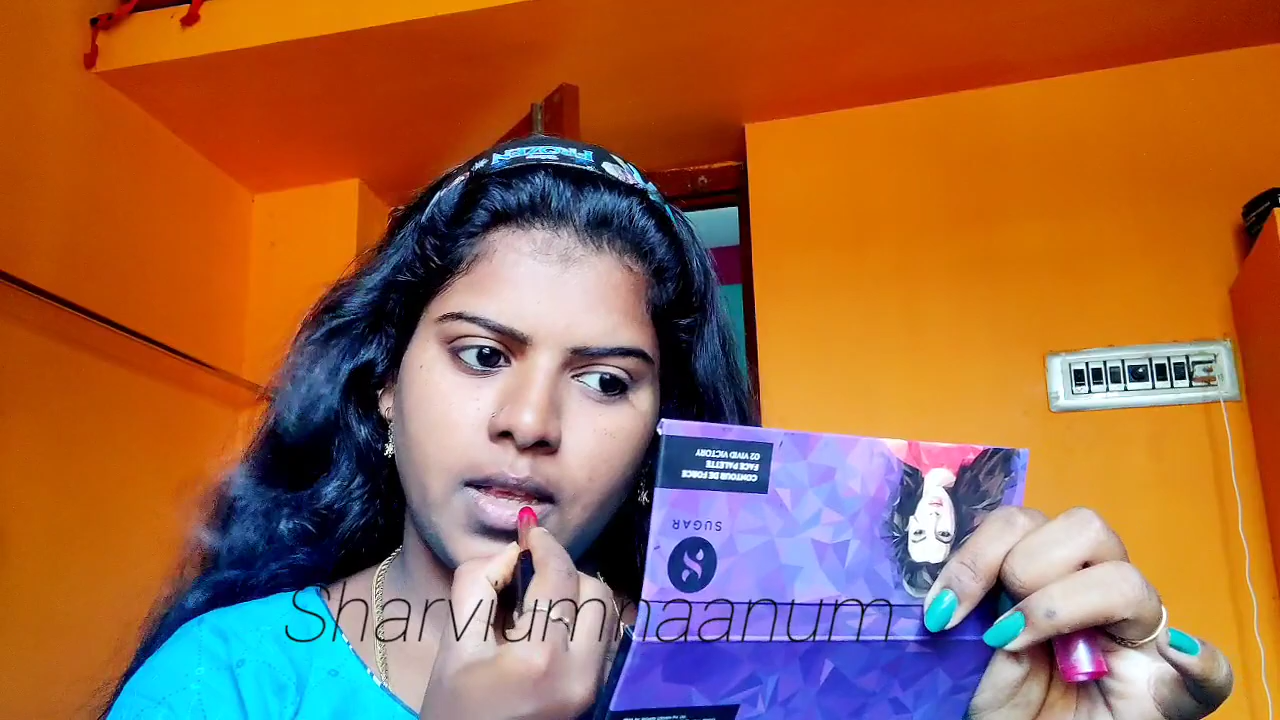 FROZEN
CONTOUR DE FORCE
FACE PALETTE
02 VIVID VICTORY
SUGAR
Sharviumnaanum